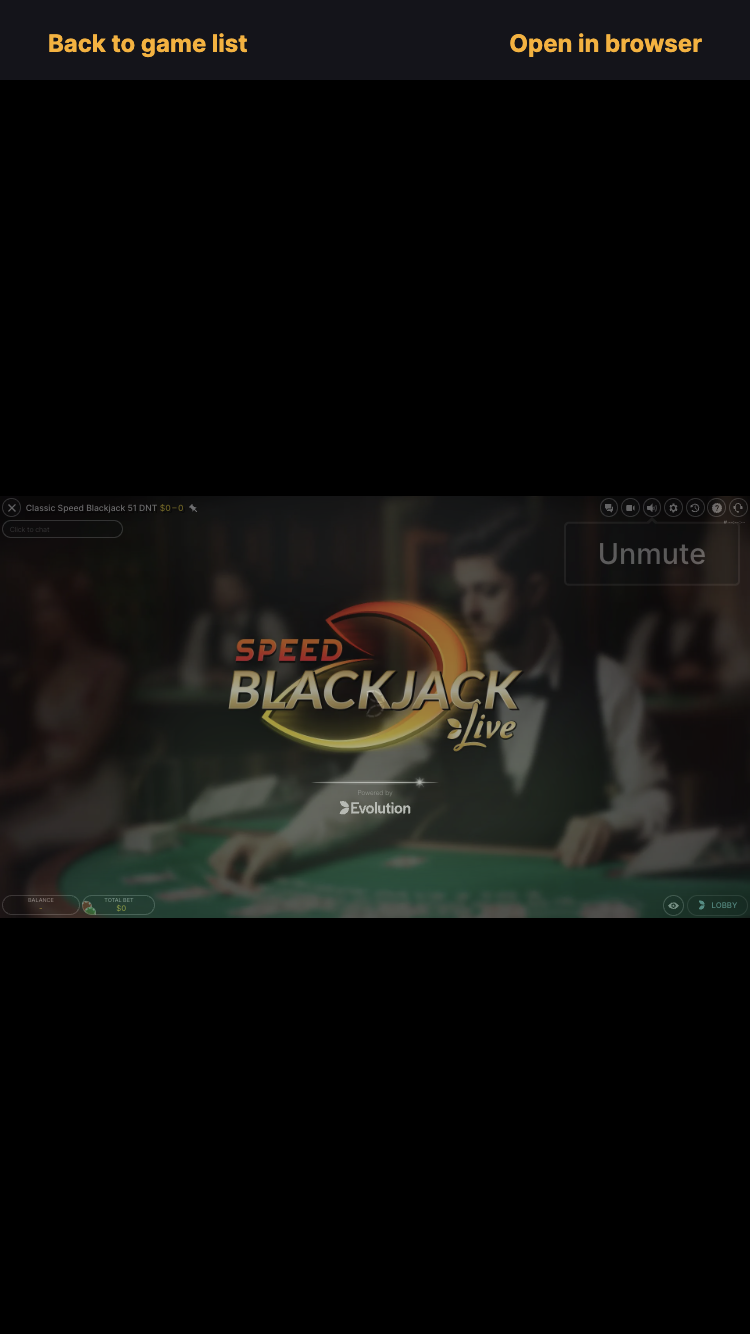 Back to game list
Open in browser
Classic Speed Blackjack 51 DNT $0–0
Click to chat
Unmute
SPEED
BLACKJACK
Live
Powered by
Evolution
BALANCE
-
TOTAL BET
$0
LOBBY